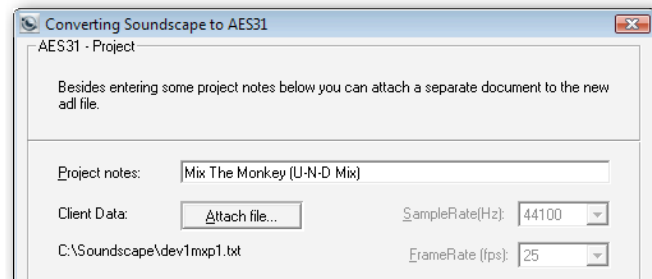 Converting Soundscape to AES31
AES31 - Project
Besides entering some project notes below you can attach a separate document to the new
adl file.
Project notes: Mix The Monkey (U-N-D Mix)
Client Data: Attach file... SampleRate(Hz): 44100
C:\Soundscape\dev1mxp1.txt FrameRate (fps): 25